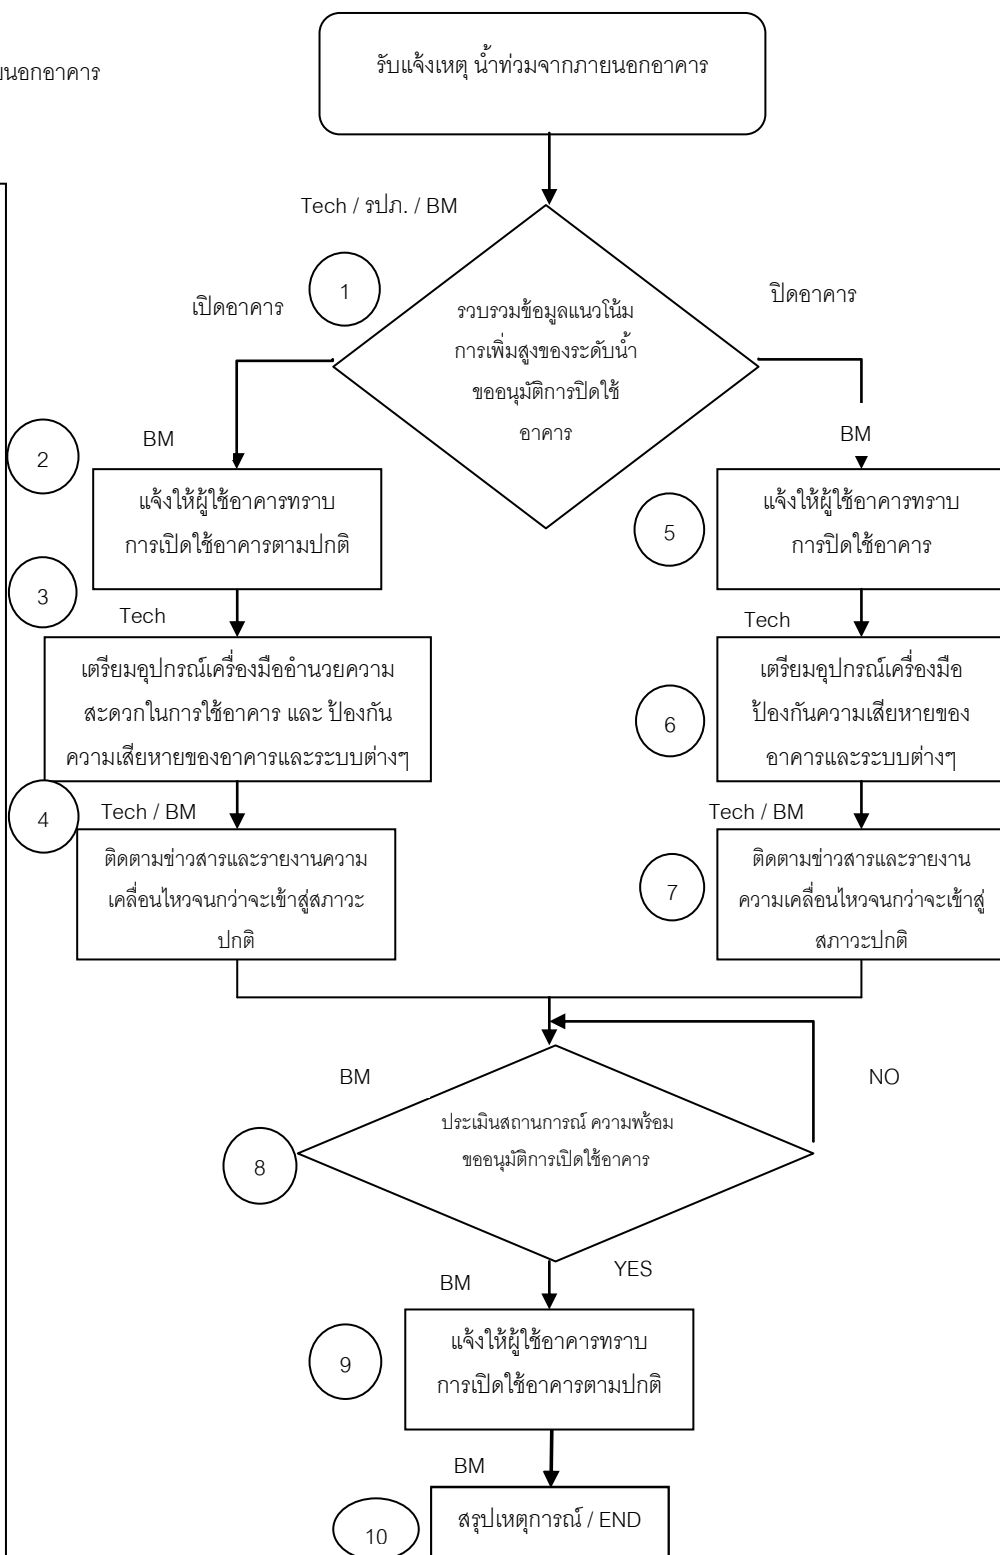 รับแจ้งเหตุ น้ำท่วมจากภายนอกอาคาร
นอกอาคาร
Tech / รปภ. / BM
1
เปิดอาคาร
ปิดอาคาร
รวบรวมข้อมูลแนวโน้ม
การเพิ่มสูงของระดับน้ำ
ขออนุมัติการปิดใช้
อาคาร
BM
2
แจ้งให้ผู้ใช้อาคารทราบ
การเปิดใช้อาคารตามปกติ
BM
5
แจ้งให้ผู้ใช้อาคารทราบ
การปิดใช้อาคาร
3
Tech
เตรียมอุปกรณ์เครื่องมืออำนวยความ
สะดวกในการใช้อาคาร และ ป้องกัน
ความเสียหายของอาคารและระบบต่างๆ
Tech
6
เตรียมอุปกรณ์เครื่องมือ
ป้องกันความเสียหายของ
อาคารและระบบต่างๆ
4
Tech / BM
ติดตามข่าวสารและรายงานความ
เคลื่อนไหวจนกว่าจะเข้าสู่สภาวะ
ปกติ
Tech / BM
7
ติดตามข่าวสารและรายงาน
ความเคลื่อนไหวจนกว่าจะเข้าสู่
สภาวะปกติ
BM
NO
8
ประเมินสถานการณ์ ความพร้อม
ขออนุมัติการเปิดใช้อาคาร
YES
BM
9
แจ้งให้ผู้ใช้อาคารทราบ
การเปิดใช้อาคารตามปกติ
BM
10
สรุปเหตุการณ์ / END